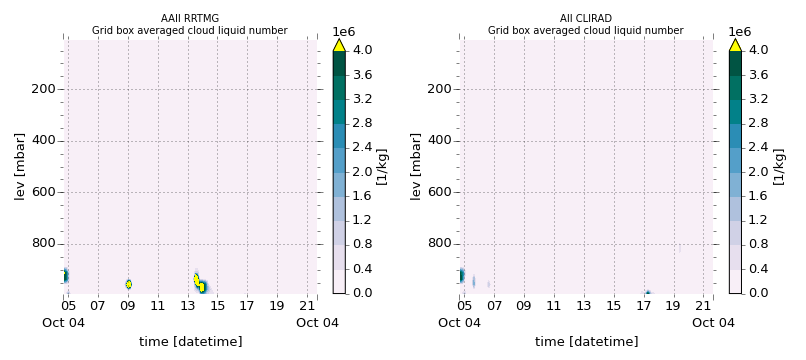 AAII RRTMG
Grid box averaged cloud liquid number
1e6
4.0
3.6
3.2
2.8
2.4
2.0
1.6
1.2
0.8
0.4
0.0
[1/kg]
200
400
600
800
lev [mbar]
05 07 09 11 13 15 17 19 21
Oct 04 Oct 04
time [datetime]
All CLIRAD
Grid box averaged cloud liquid number
1e6
4.0
3.6
3.2
2.8
2.4
2.0
1.6
1.2
0.8
0.4
0.0
[1/kg]
200
400
600
800
lev [mbar]
05 07 09 11 13 15 17 19 21
Oct 04 Oct 04
time [datetime]